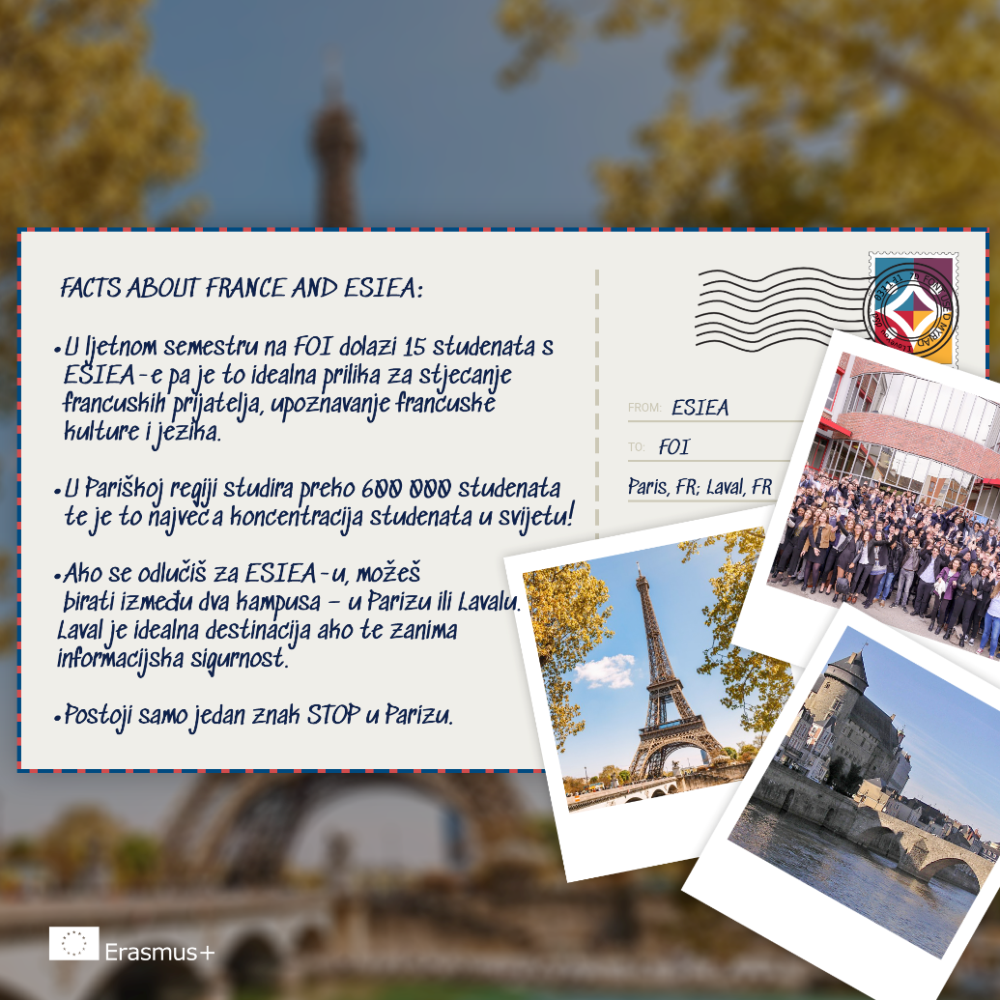 FACTS ABOUT FRANCE AND ESIEA:
•U ljetnom semestru na FOI dolazi 15 studenata s
ESIEA-e pa je to idealna prilika za stjecanje
francuskih prijatelja, upoznavanje francuske
kulture i jezika.
•U Pariškoj regiji studira preko 600 000 studenata
te je to najveća koncentracija studenata u svijetu!
•Ako se odlučiš za ESIEA-u, možeš
birati između dva kampusa – u Parizu ili Lavalu.
Laval je idealna destinacija ako te zanima
informacijska sigurnost.
•Postoji samo jedan znak STOP u Parizu.
FROM: ESIEA
TO: FOI
Paris, FR; Laval, FR
Erasmus+